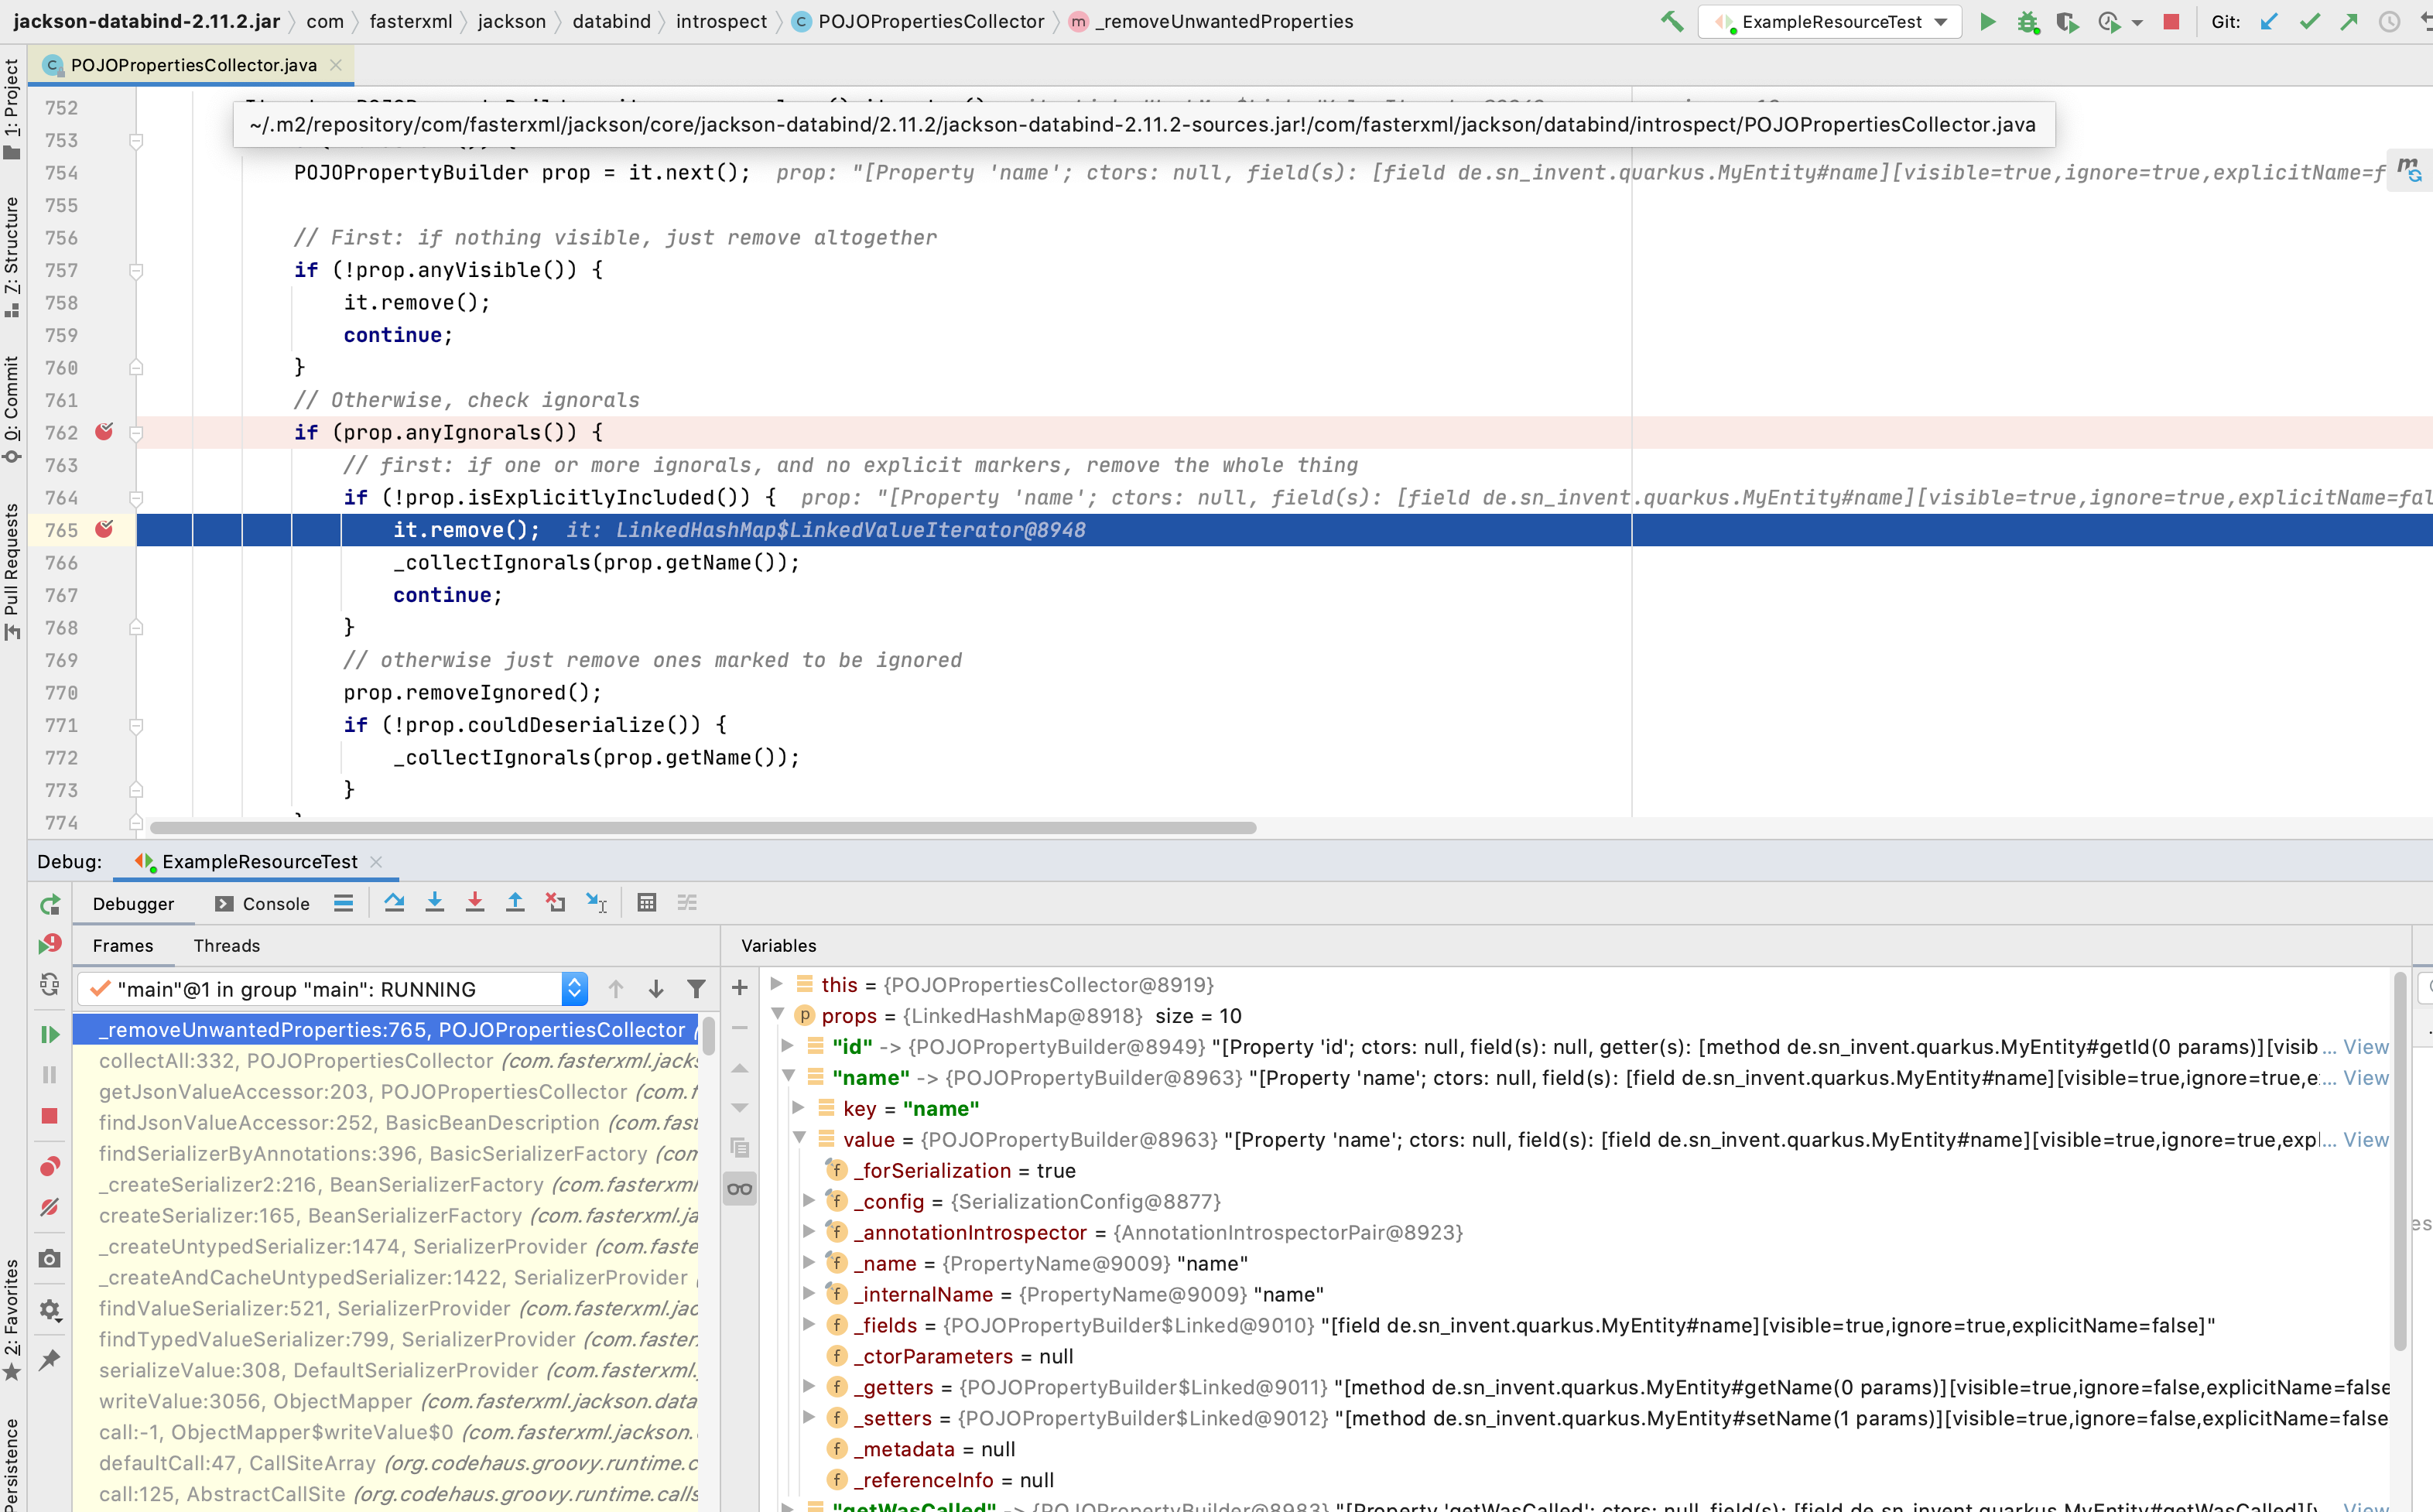 jackson-databind-2.11.2.jar com fasterxml jackson databind introspect C POJOPropertiesCollector m _removeUnwantedProperties
ExampleResourceTest Git:
POJOPropertiesCollector.java
1: Project
7: Structure
0: Commit
Pull Requests
2: Favorites
Persistence
752
~/.m2/repository/com/fasterxml/jackson/core/jackson-databind/2.11.2/jackson-databind-2.11.2-sources.jar!/com/fasterxml/jackson/databind/introspect/POJOPropertiesCollector.java
753
754 POJOPropertyBuilder prop = it.next(); prop: "[Property 'name'; ctors: null, field(s): [field de.sn_invent.quarkus.MyEntity#name][visible=true,ignore=true,explicitName=f
755
756 // First: if nothing visible, just remove altogether
757 if (!prop.anyVisible()) {
758 it.remove();
759 continue;
760 }
761 // Otherwise, check ignorals
762 if (prop.anyIgnorals()) {
763 // first: if one or more ignorals, and no explicit markers, remove the whole thing
764 if (!prop.isExplicitlyIncluded()) { prop: "[Property 'name'; ctors: null, field(s): [field de.sn_invent.quarkus.MyEntity#name][visible=true,ignore=true,explicitName=fal
765 it.remove(); it: LinkedHashMap$LinkedValueIterator@8948
766 _collectIgnorals(prop.getName());
767 continue;
768 }
769 // otherwise just remove ones marked to be ignored
770 prop.removeIgnored();
771 if (!prop.couldDeserialize()) {
772 _collectIgnorals(prop.getName());
773 }
774
Debug: ExampleResourceTest
Debugger Console
Frames Threads
"main"@1 in group "main": RUNNING
_removeUnwantedProperties:765, POJOPropertiesCollector (
collectAll:332, POJOPropertiesCollector (com.fasterxml.jacks
getJsonValueAccessor:203, POJOPropertiesCollector (com.f
findJsonValueAccessor:252, BasicBeanDescription (com.fast
findSerializerByAnnotations:396, BasicSerializerFactory (com
_createSerializer2:216, BeanSerializerFactory (com.fasterxml
createSerializer:165, BeanSerializerFactory (com.fasterxml.ja
_createUntypedSerializer:1474, SerializerProvider (com.faste
_createAndCacheUntypedSerializer:1422, SerializerProvider (
findValueSerializer:521, SerializerProvider (com.fasterxml.jac
findTypedValueSerializer:799, SerializerProvider (com.faster
serializeValue:308, DefaultSerializerProvider (com.fasterxml.
writeValue:3056, ObjectMapper (com.fasterxml.jackson.data
call:-1, ObjectMapper$writeValue$0 (com.fasterxml.jackson.
defaultCall:47, CallSiteArray (org.codehaus.groovy.runtime.c
call:125, AbstractCallSite (org.codehaus.groovy.runtime.calls
Variables
this = {POJOPropertiesCollector@8919}
p props = {LinkedHashMap@8918} size = 10
"id" -> {POJOPropertyBuilder@8949} "[Property 'id'; ctors: null, field(s): null, getter(s): [method de.sn_invent.quarkus.MyEntity#getId(0 params)][visib... View
"name" -> {POJOPropertyBuilder@8963} "[Property 'name'; ctors: null, field(s): [field de.sn_invent.quarkus.MyEntity#name][visible=true,ignore=true,e... View
key = "name"
value = {POJOPropertyBuilder@8963} "[Property 'name'; ctors: null, field(s): [field de.sn_invent.quarkus.MyEntity#name][visible=true,ignore=true,expl... View
f _forSerialization = true
f _config = {SerializationConfig@8877}
f _annotationIntrospector = {AnnotationIntrospectorPair@8923}
f _name = {PropertyName@9009} "name"
f _internalName = {PropertyName@9009} "name"
f _fields = {POJOPropertyBuilder$Linked@9010} "[field de.sn_invent.quarkus.MyEntity#name][visible=true,ignore=true,explicitName=false]"
f _ctorParameters = null
f _getters = {POJOPropertyBuilder$Linked@9011} "[method de.sn_invent.quarkus.MyEntity#getName(0 params)][visible=true,ignore=false,explicitName=false
f _setters = {POJOPropertyBuilder$Linked@9012} "[method de.sn_invent.quarkus.MyEntity#setName(1 params)][visible=true,ignore=false,explicitName=false
f _metadata = null
f _referenceInfo = null
"getWasCalled" -> {POJOPropertyBuilder@8983} "[Property 'getWasCalled'; ctors: null, field(s): [field de.sn_invent.quarkus.MyEntity#getWasCalled][v... View